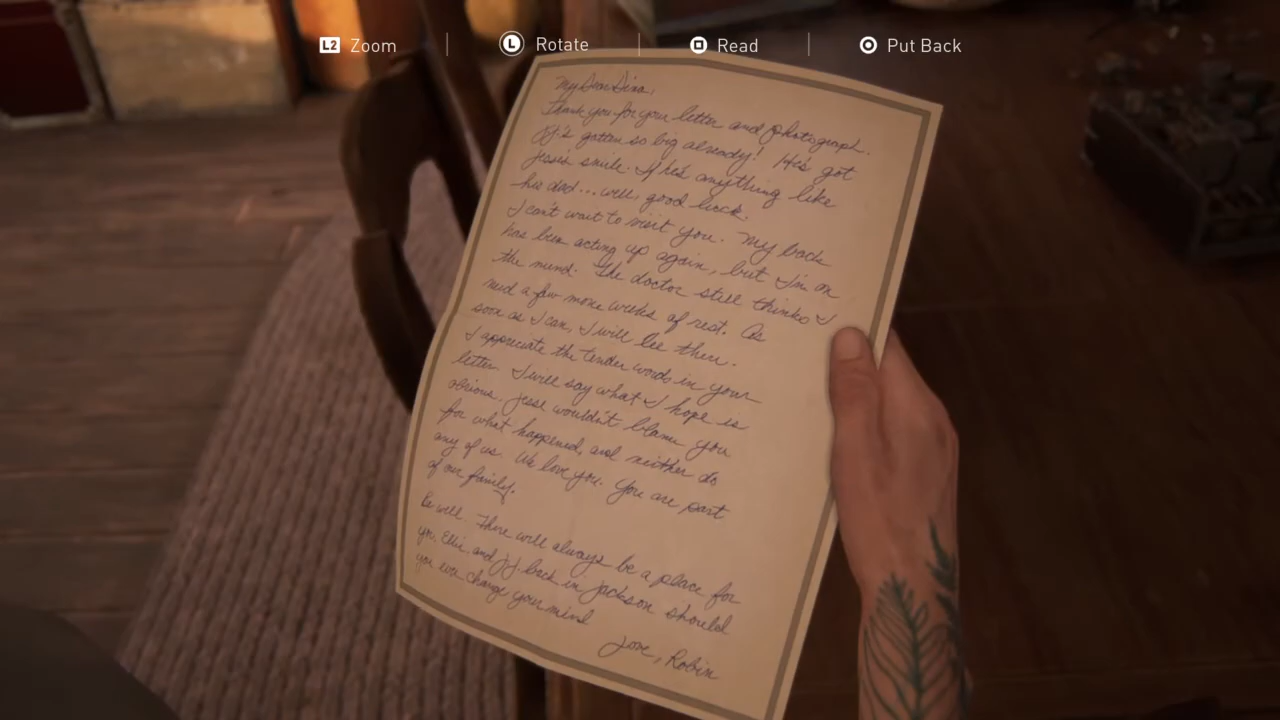 L2 Zoom L Rotate Read Put Back
My Dear Dina,
Thank you for your letter and photograph.
JJ's gotten so big already! He's got
Jesse's smile. If he's anything like
his dad... well, good luck.
I can't wait to visit you. My back
has been acting up again, but I'm on
the mend. The doctor still thinks I
need a few more weeks of rest. As
soon as I can, I will be there.
I appreciate the tender words in your
letter. I will say what I hope is
obvious. Jesse wouldn't blame you
for what happened, and neither do
any of us. We love you. You are part
of our family.
Be well. There will always be a place for
you, Ellie, and JJ. back in Jackson should
you ever change your mind
Love, Robin